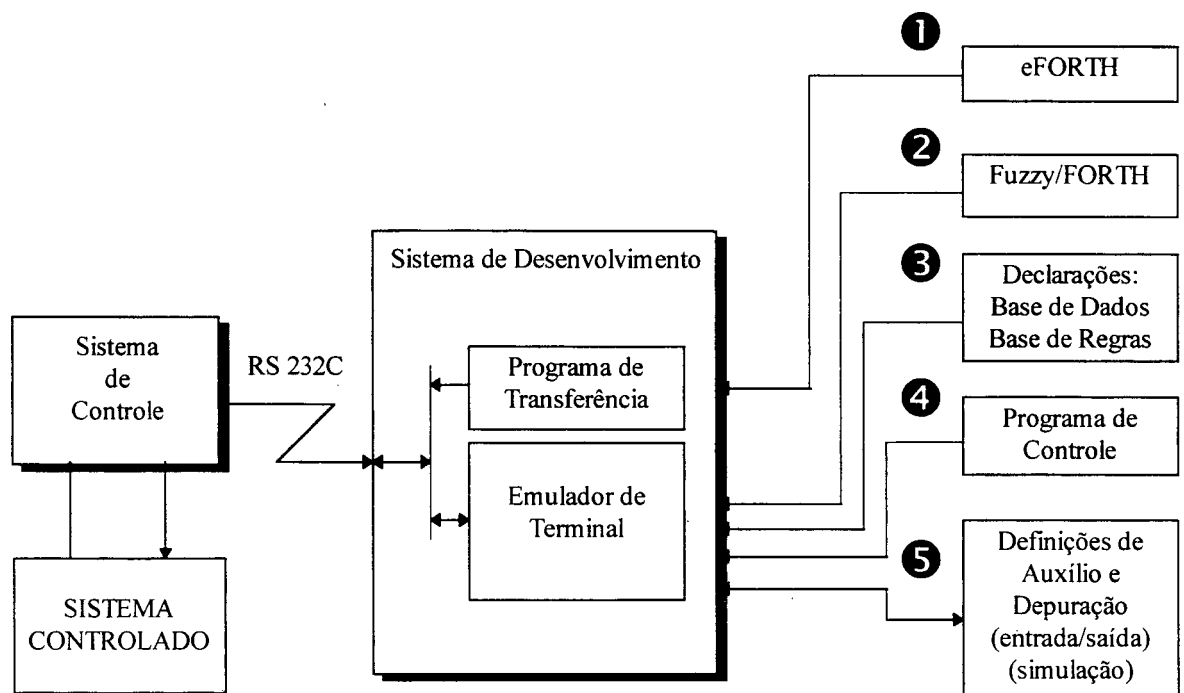 1
eFORTH
2
Fuzzy/FORTH
3
Declarações:
Base de Dados
Base de Regras
4
Programa de
Controle
5
Definições de
Auxílio e
Depuração
(entrada/saída)
(simulação)
Sistema de Desenvolvimento
Programa de
Transferência
Emulador de
Terminal
RS 232C
Sistema
de
Controle
SISTEMA
CONTROLADO